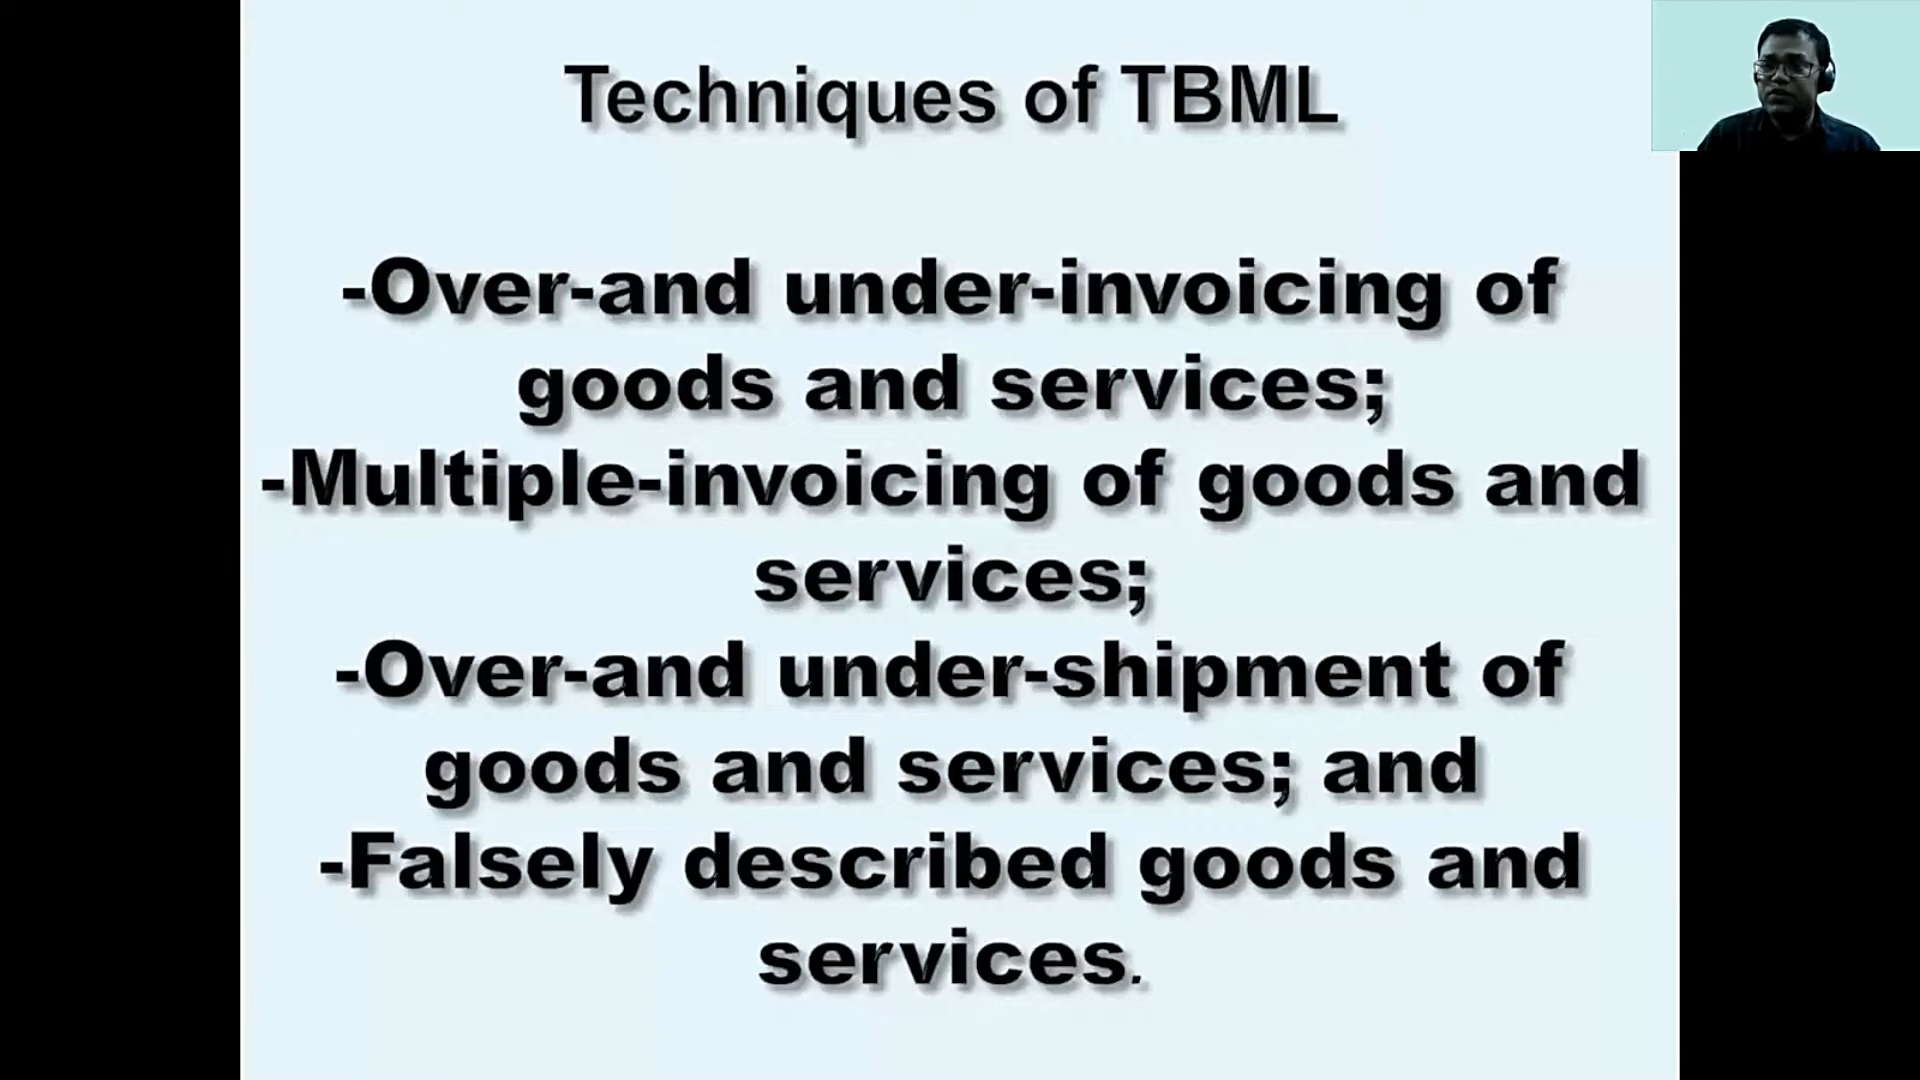 Techniques of TBML
-Over-and under-invoicing of
goods and services;
-Multiple-invoicing of goods and
services;
-Over-and under-shipment of
goods and services; and
-Falsely described goods and
services.